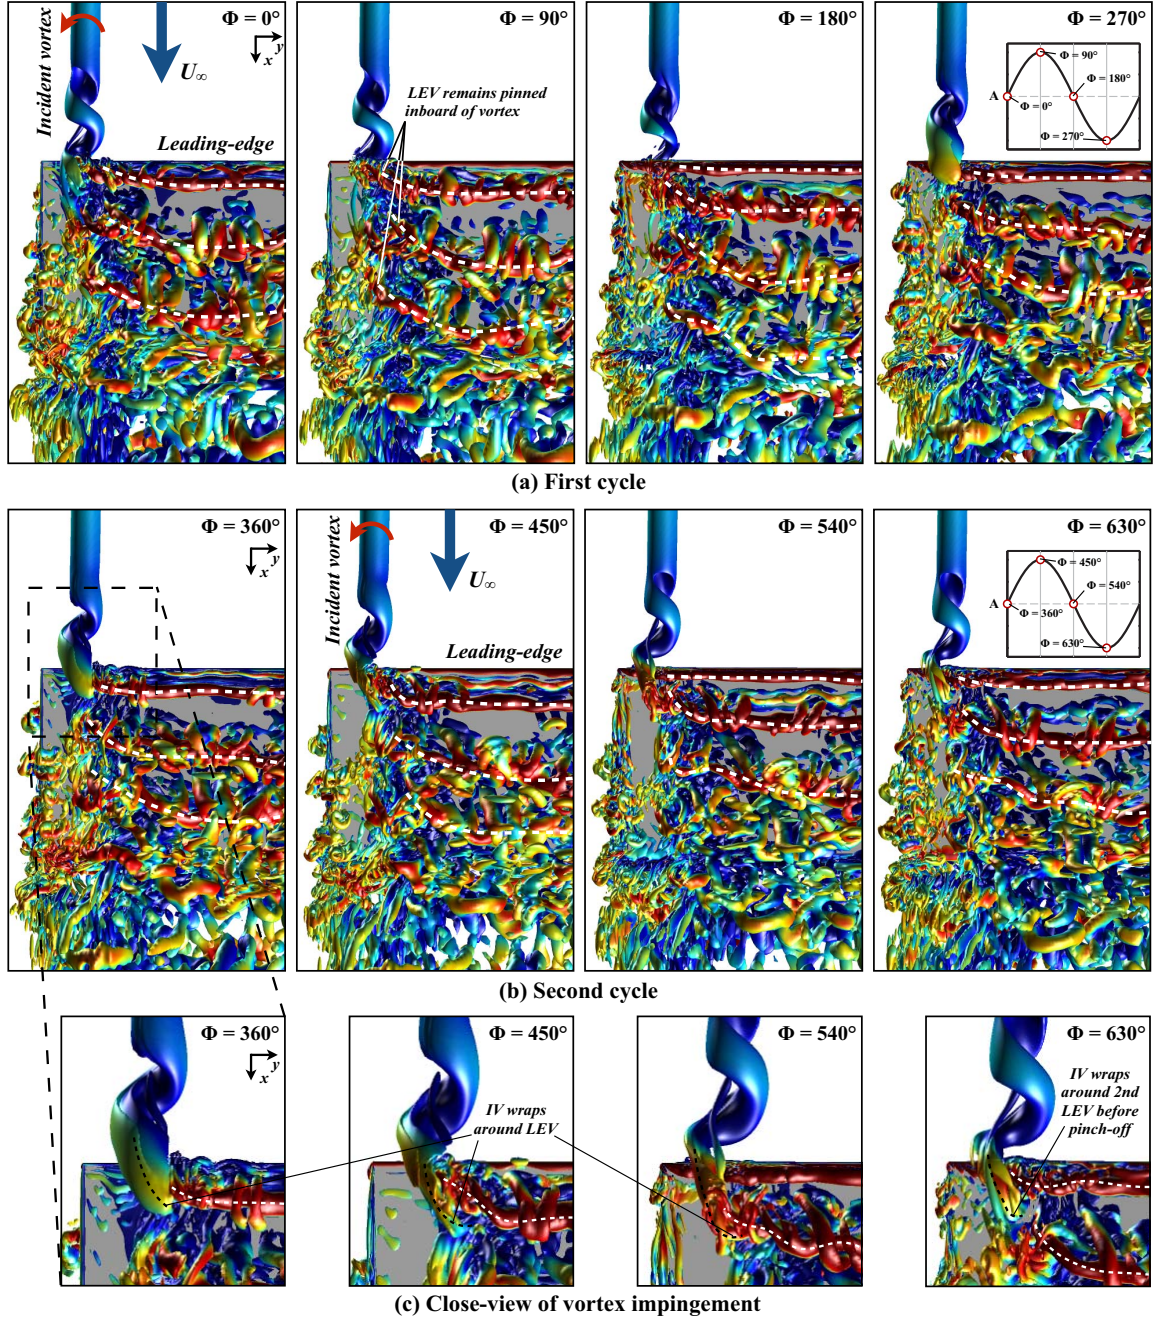 Incident vortex
U∞
Φ = 0°
y
x
Leading-edge
Φ = 90°
LEV remains pinned
inboard of vortex
Φ = 180°
Φ = 270°
Φ = 90°
Φ = 180°
A
Φ = 0°
Φ = 270°
(a) First cycle
Φ = 360°
y
x
Incident vortex
U∞
Φ = 450°
Leading-edge
Φ = 540°
Φ = 630°
Φ = 450°
Φ = 540°
A
Φ = 360°
Φ = 630°
(b) Second cycle
Φ = 360°
y
x
Φ = 450°
IV wraps
around LEV
Φ = 540°
Φ = 630°
IV wraps
around 2nd
LEV before
pinch-off
(c) Close-view of vortex impingement